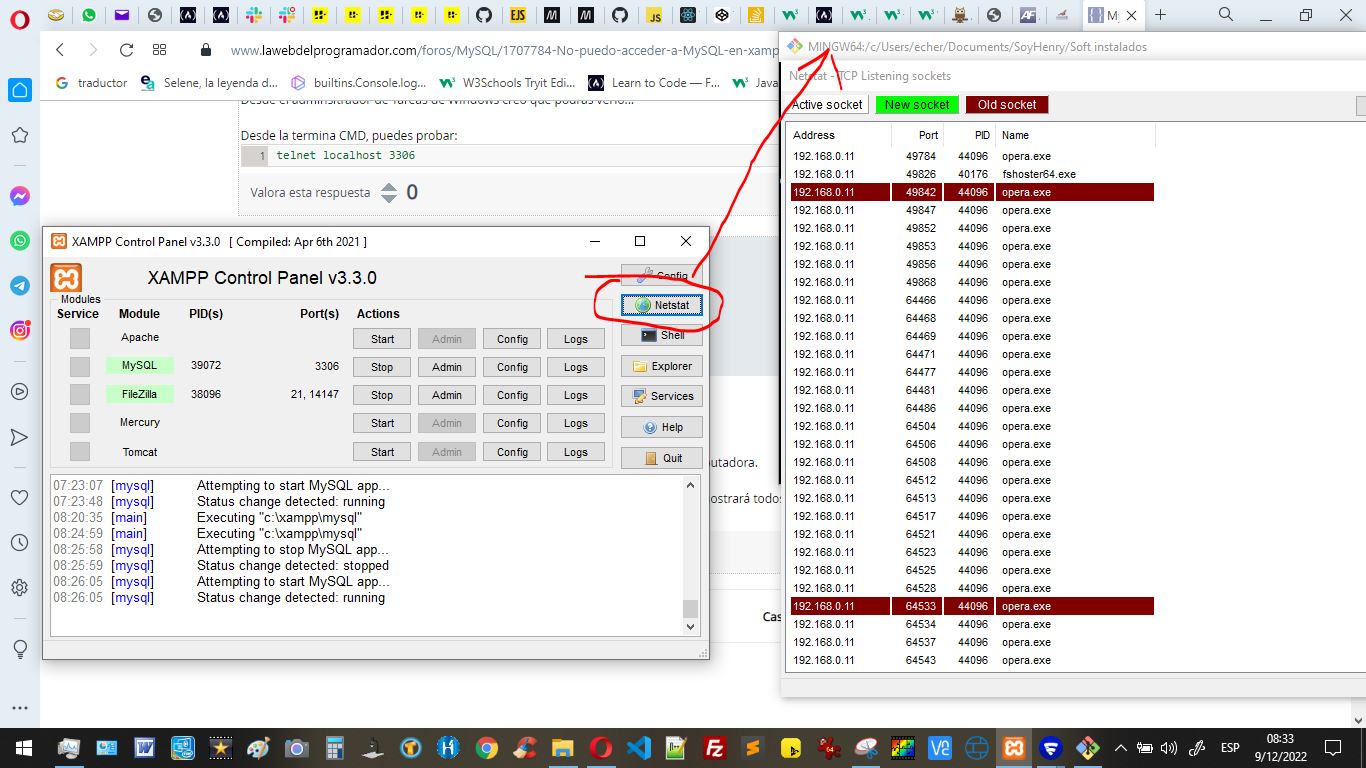 www.lawebdelprogramador.com/foros/MySQL/1707784-No-puedo-acceder-a-MySQL-en-xamp
traductor
Selene, la leyenda d...
builtins.Console.log...
W3Schools Tryit Edi...
Learn to Code — F...
Java
Desde el administrador de tareas de Windows creo que podrás verlo...
Desde la termina CMD, puedes probar:
1 telnet localhost 3306
Valora esta respuesta 0
XAMPP Control Panel v3.3.0 [ Compiled: Apr 6th 2021 ]
XAMPP Control Panel v3.3.0
Config
Netstat
Shell
Explorer
Services
Help
Quit
Modules
Service Module PID(s) Port(s) Actions
Apache Start Admin Config Logs
MySQL 39072 3306 Stop Admin Config Logs
FileZilla 38096 21, 14147 Stop Admin Config Logs
Mercury Start Admin Config Logs
Tomcat Start Admin Config Logs
07:23:07 [mysql] Attempting to start MySQL app...
07:23:48 [mysql] Status change detected: running
08:20:35 [main] Executing "c:\xampp\mysql"
08:24:59 [main] Executing "c:\xampp\mysql"
08:25:58 [mysql] Attempting to stop MySQL app...
08:25:59 [mysql] Status change detected: stopped
08:26:05 [mysql] Attempting to start MySQL app...
08:26:05 [mysql] Status change detected: running
utadora.
ostrará todos
Cas
MINGW64:/c/Users/echer/Documents/SoyHenry/Soft instalados
Netstat - TCP Listening sockets
Active socket New socket Old socket
Address Port PID Name
192.168.0.11 49784 44096 opera.exe
192.168.0.11 49826 40176 fshoster64.exe
192.168.0.11 49842 44096 opera.exe
192.168.0.11 49847 44096 opera.exe
192.168.0.11 49852 44096 opera.exe
192.168.0.11 49853 44096 opera.exe
192.168.0.11 49856 44096 opera.exe
192.168.0.11 49868 44096 opera.exe
192.168.0.11 64466 44096 opera.exe
192.168.0.11 64468 44096 opera.exe
192.168.0.11 64469 44096 opera.exe
192.168.0.11 64471 44096 opera.exe
192.168.0.11 64477 44096 opera.exe
192.168.0.11 64481 44096 opera.exe
192.168.0.11 64486 44096 opera.exe
192.168.0.11 64504 44096 opera.exe
192.168.0.11 64506 44096 opera.exe
192.168.0.11 64508 44096 opera.exe
192.168.0.11 64512 44096 opera.exe
192.168.0.11 64513 44096 opera.exe
192.168.0.11 64517 44096 opera.exe
192.168.0.11 64521 44096 opera.exe
192.168.0.11 64523 44096 opera.exe
192.168.0.11 64525 44096 opera.exe
192.168.0.11 64528 44096 opera.exe
192.168.0.11 64533 44096 opera.exe
192.168.0.11 64534 44096 opera.exe
192.168.0.11 64537 44096 opera.exe
192.168.0.11 64543 44096 opera.exe
ESP
08:33
9/12/2022